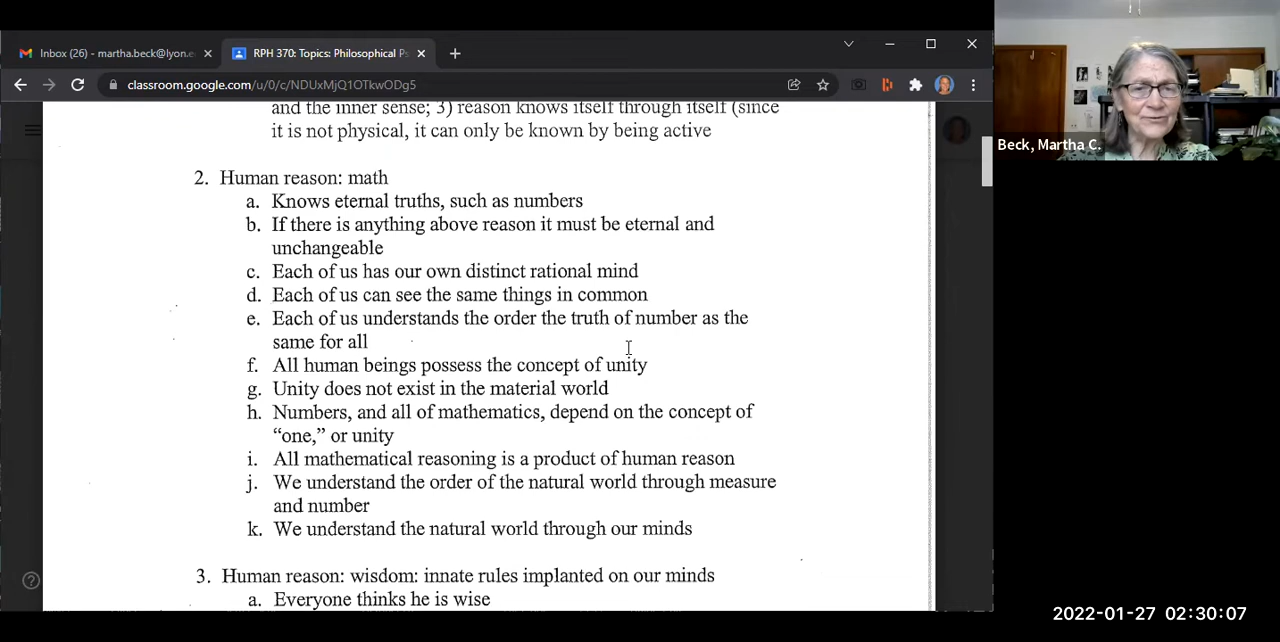 Inbox (26) - martha.beck@lyon.e
RPH 370: Topics: Philosophical P
classroom.google.com/u/0/c/NDUxMjQ1OTkwODg5
and the inner sense; 3) reason knows itself through itself (since
it is not physical, it can only be known by being active
2. Human reason: math
a. Knows eternal truths, such as numbers
b. If there is anything above reason it must be eternal and
unchangeable
c. Each of us has our own distinct rational mind
d. Each of us can see the same things in common
e. Each of us understands the order the truth of number as the
same for all
f. All human beings possess the concept of unity
g. Unity does not exist in the material world
h. Numbers, and all of mathematics, depend on the concept of
“one,” or unity
i. All mathematical reasoning is a product of human reason
j. We understand the order of the natural world through measure
and number
k. We understand the natural world through our minds
3. Human reason: wisdom: innate rules implanted on our minds
a. Everyone thinks he is wise
Beck, Martha C.
2022-01-27 02:30:07